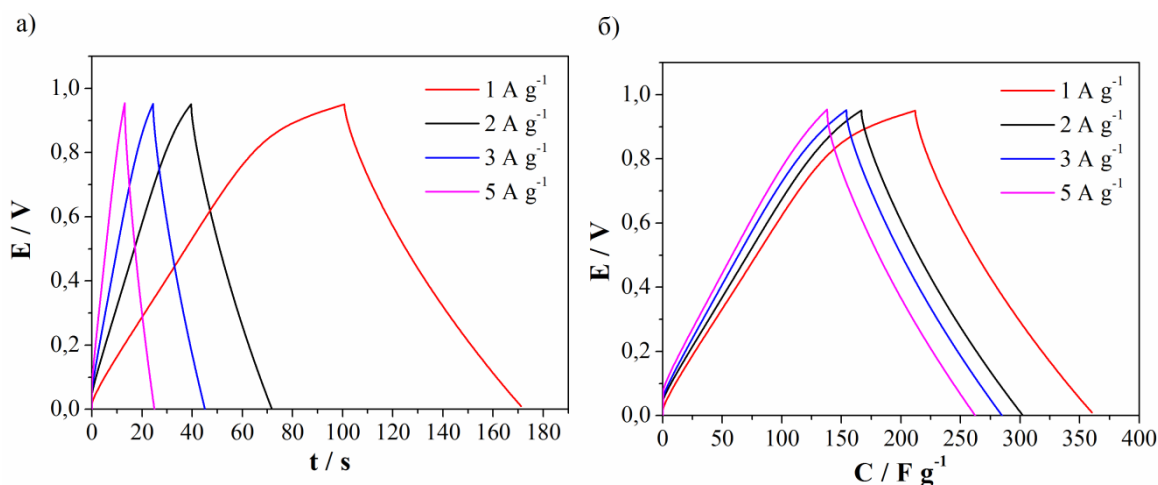 а)
1,0
0,8
0,6
0,4
0,2
0,0
E / V
0 20 40 60 80 100 120 140 160 180
t / s
1 A g⁻¹
2 A g⁻¹
3 A g⁻¹
5 A g⁻¹
б)
1,0
0,8
0,6
0,4
0,2
0,0
E / V
0 50 100 150 200 250 300 350 400
C / F g⁻¹
1 A g⁻¹
2 A g⁻¹
3 A g⁻¹
5 A g⁻¹